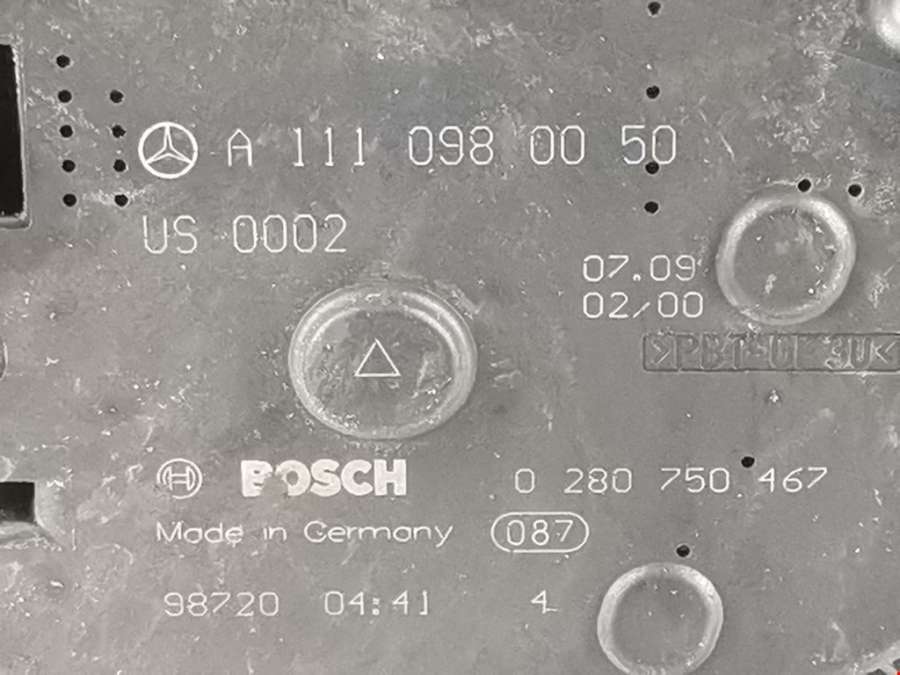 A 111 098 00 50
US 0002
07.09
02/00
BOSCH 0 280 750 467
Made in Germany 087
98720 04:41 4